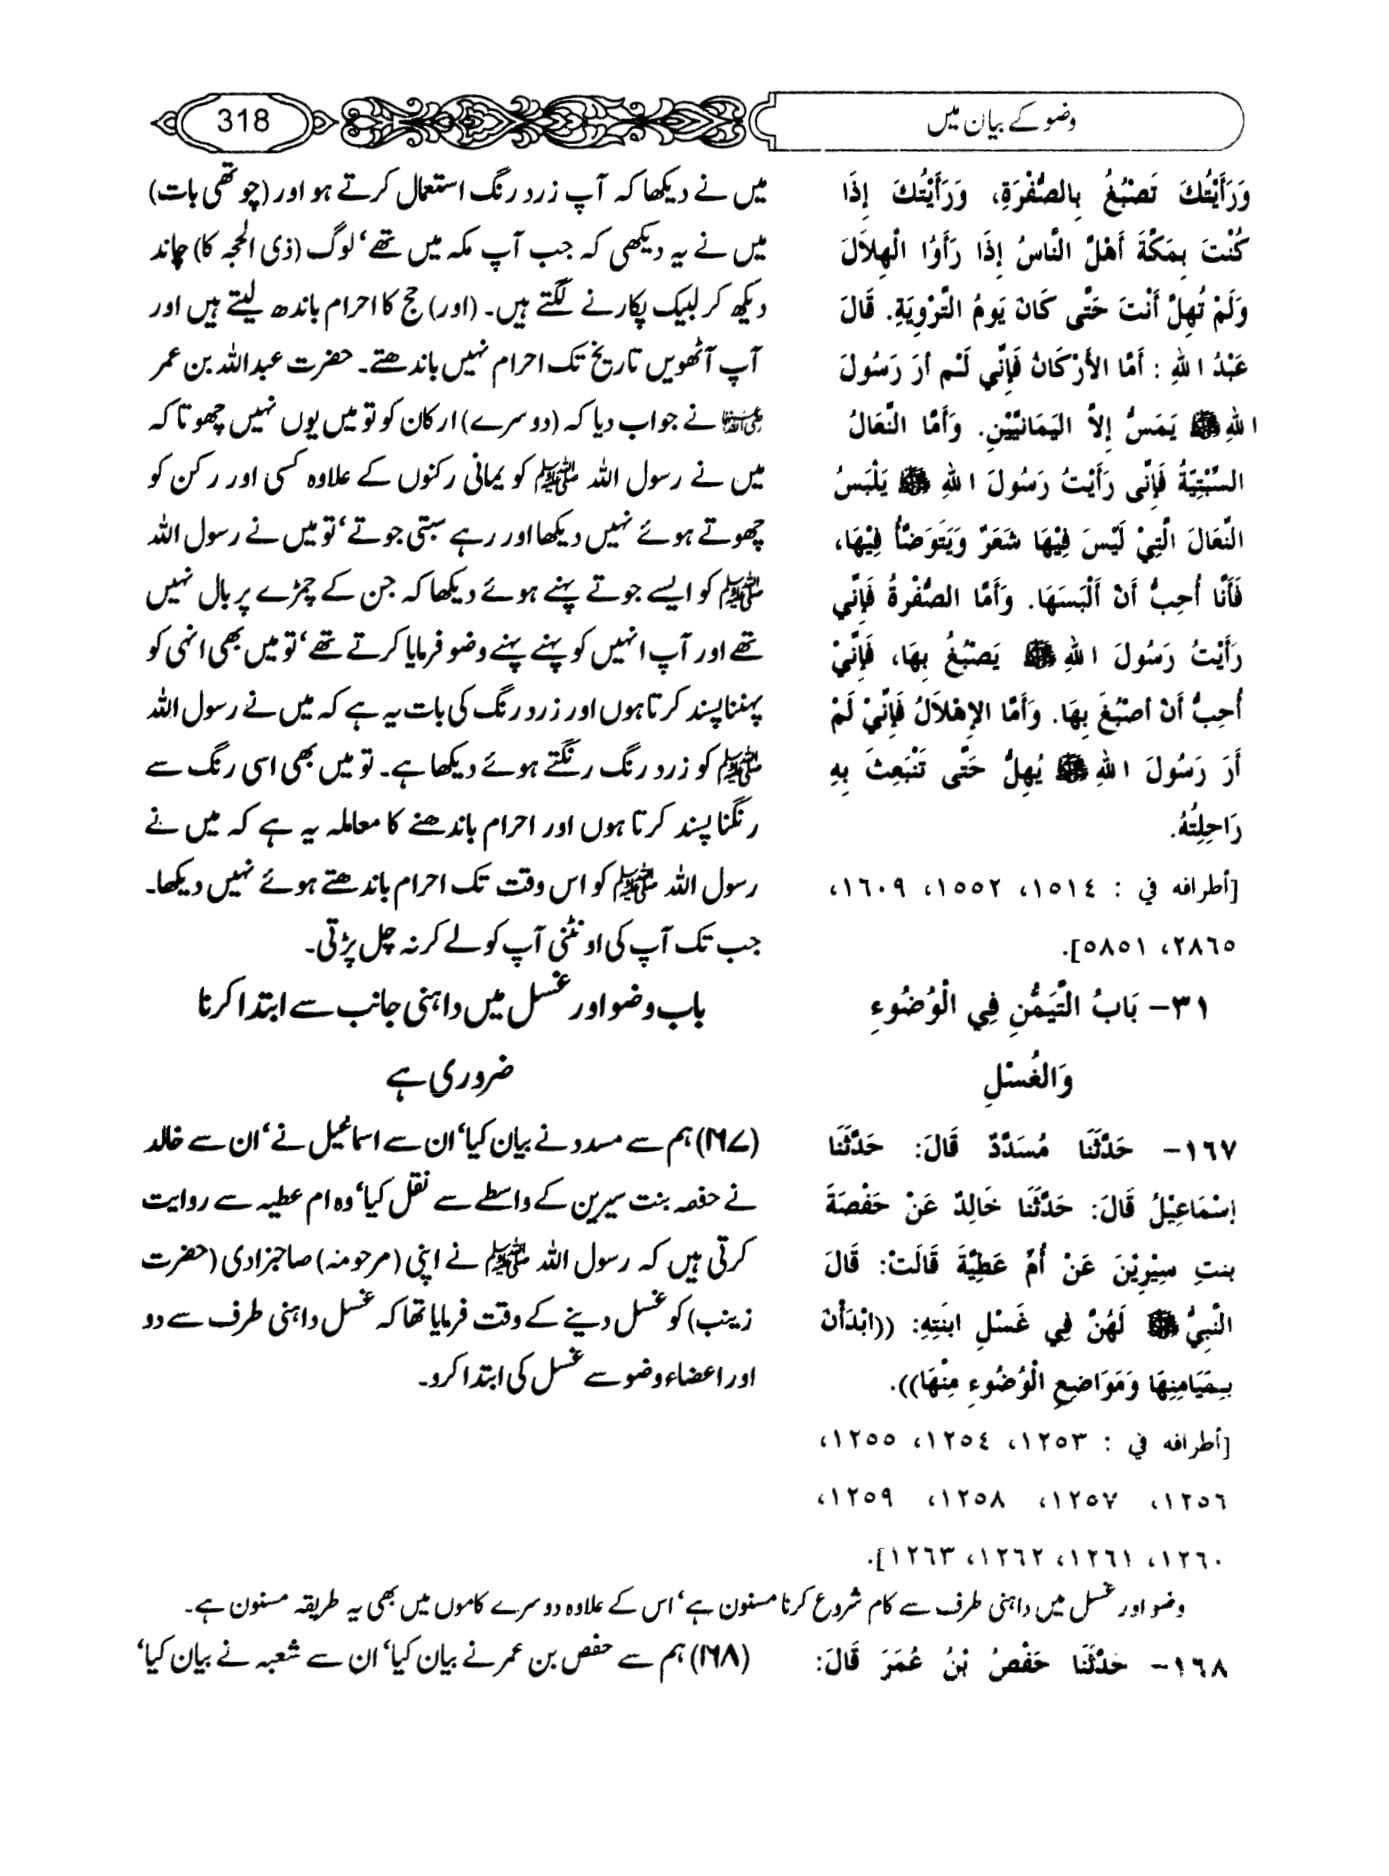 وضو کے بیان میں
318
وَرَأَيْتُكَ تَصْبُغُ بِالصُّفْرَةِ، وَرَأَيْتُكَ إِذَا
كُنْتَ بِمَكَّةَ أَهْلَّ النَّاسُ إِذَا رَأَوُا الْهِلاَلَ
وَلَمْ تُهِلَّ أَنْتَ حَتَّى كَانَ يَومُ التَّرْوِيَةِ. قَالَ
عَبْدُ اللهِ : أَمَّا الأَرْكَانُ فَإِنِّي لَمْ أَرَ رَسُولَ
اللهِ ﷺ يَمَسُّ إِلاَّ اليَمَانِيَّيْنِ. وَأَمَّا النِّعَالُ
السِّبْتِيَّةُ فَإِنِّى رَأَيْتُ رَسُولَ اللهِ ﷺ يَلْبَسُ
النِّعَالَ الَّتِيْ لَيْسَ فِيْهَا شَعَرٌ وَيَتَوَضَّأُ فِيْهَا،
فَأَنَا أُحِبُّ أَنْ أَلْبَسَهَا. وَأَمَّا الصُّفْرةُ فَإِنِّي
رَأَيْتُ رَسُولَ اللهِ ﷺ يَصْبُغُ بِهَا، فَإِنِّيْ
أُحِبُّ أَنْ أَصْبُغَ بِهَا. وَأَمَّا الإِهْلاَلُ فَإِنِّيْ لَمْ
أَرَ رَسُولَ اللهِ ﷺ يُهِلُّ حَتَّى تَنْبَعِثَ بِهِ
رَاحِلَتُهُ.
[أطرافه في : ١٥١٤، ١٥٥٢، ١٦٠٩،
٢٨٦٥، ٥٨٥١].
میں نے دیکھا کہ آپ زرد رنگ استعمال کرتے ہو اور (چوتھی بات)
میں نے یہ دیکھی کہ جب آپ مکہ میں تھے‘ لوگ (ذی الحجہ کا) چاند
دیکھ کر لبیک پکارنے لگتے ہیں۔ (اور) حج کا احرام باندھ لیتے ہیں اور
آپ آٹھویں تاریخ تک احرام نہیں باندھتے۔ حضرت عبداللہ بن عمر
رضی اللہ عنہما نے جواب دیا کہ (دوسرے) ارکان کو تو میں یوں نہیں چھوتا کہ
میں نے رسول اللہ ﷺ کو یمانی رکنوں کے علاوہ کسی اور رکن کو
چھوتے ہوئے نہیں دیکھا اور رہے سبتی جوتے‘ تو میں نے رسول اللہ
ﷺ کو ایسے جوتے پہنے ہوئے دیکھا کہ جن کے چمڑے پر بال نہیں
تھے اور آپ انہیں کو پہنے پہنے وضو فرمایا کرتے تھے‘ تو میں بھی انہی کو
پہننا پسند کرتا ہوں اور زرد رنگ کی بات یہ ہے کہ میں نے رسول اللہ
ﷺ کو زرد رنگ رنگتے ہوئے دیکھا ہے۔ تو میں بھی اسی رنگ سے
رنگنا پسند کرتا ہوں اور احرام باندھنے کا معاملہ یہ ہے کہ میں نے
رسول اللہ ﷺ کو اس وقت تک احرام باندھتے ہوئے نہیں دیکھا۔
جب تک آپ کی اونٹنی آپ کو لے کر نہ چل پڑتی۔
٣١- بَابُ التَّيَمُّنِ فِي الْوُضُوءِ
وَالغُسْلِ
باب وضو اور غسل میں داہنی جانب سے ابتدا کرنا
ضروری ہے
١٦٧- حَدَّثَنَا مُسَدَّدٌ قَالَ: حَدَّثَنَا
إِسْمَاعِيْلُ قَالَ: حَدَّثَنَا خَالِدٌ عَنْ حَفْصَةَ
بنتِ سِيْرِيْنَ عَنْ أُمِّ عَطِيَّةَ قَالَتْ: قَالَ
النَّبِيُّ ﷺ لَهُنَّ فِي غَسْلِ ابنَتِهِ: ((ابْدَأْنَ
بِمَيَامِنِهَا وَمَوَاضِعِ الْوُضُوءِ مِنْهَا)).
[أطرافه في : ١٢٥٣، ١٢٥٤، ١٢٥٥،
١٢٥٦، ١٢٥٧، ١٢٥٨، ١٢٥٩،
١٢٦٠، ١٢٦١، ١٢٦٢، ١٢٦٣].
(۱۶۷) ہم سے مسدد نے بیان کیا‘ ان سے اسماعیل نے‘ ان سے خالد
نے حفصہ بنت سیرین کے واسطے سے نقل کیا‘ وہ ام عطیہ سے روایت
کرتی ہیں کہ رسول اللہ ﷺ نے اپنی (مرحومہ) صاحبزادی (حضرت
زینب) کو غسل دینے کے وقت فرمایا تھا کہ غسل داہنی طرف سے دو
اور اعضاء وضو سے غسل کی ابتدا کرو۔
وضو اور غسل میں داہنی طرف سے کام شروع کرنا مسنون ہے‘ اس کے علاوہ دوسرے کاموں میں بھی یہ طریقہ مسنون ہے۔
١٦٨- حَدَّثَنَا حَفْصُ بْنُ عُمَرَ قَالَ:
(۱۶۸) ہم سے حفص بن عمر نے بیان کیا‘ ان سے شعبہ نے بیان کیا‘